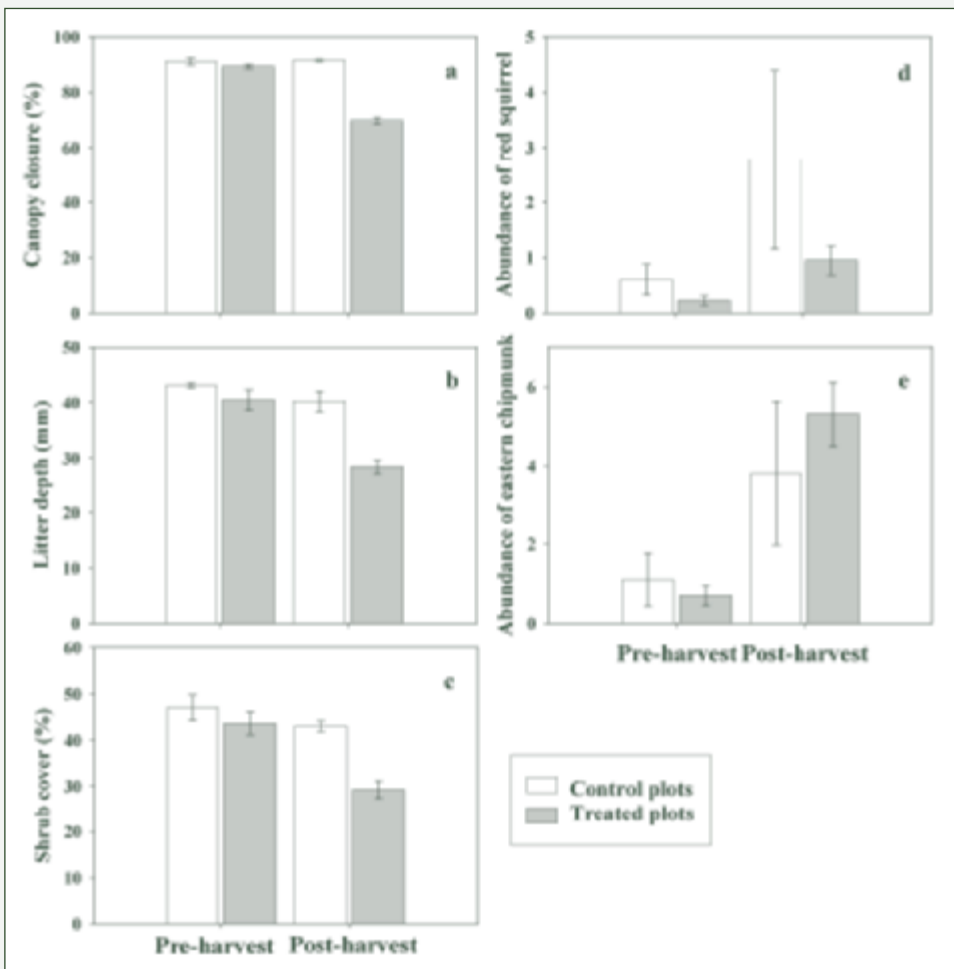 Canopy closure (%)
100
80
60
40
20
0
a
Litter depth (mm)
50
40
30
20
10
0
b
Shrub cover (%)
60
50
40
30
20
10
0
c
Pre-harvest Post-harvest
Abundance of red squirrel
5
4
3
2
1
0
d
Abundance of eastern chipmunk
6
4
2
0
e
Pre-harvest Post-harvest
Control plots
Treated plots